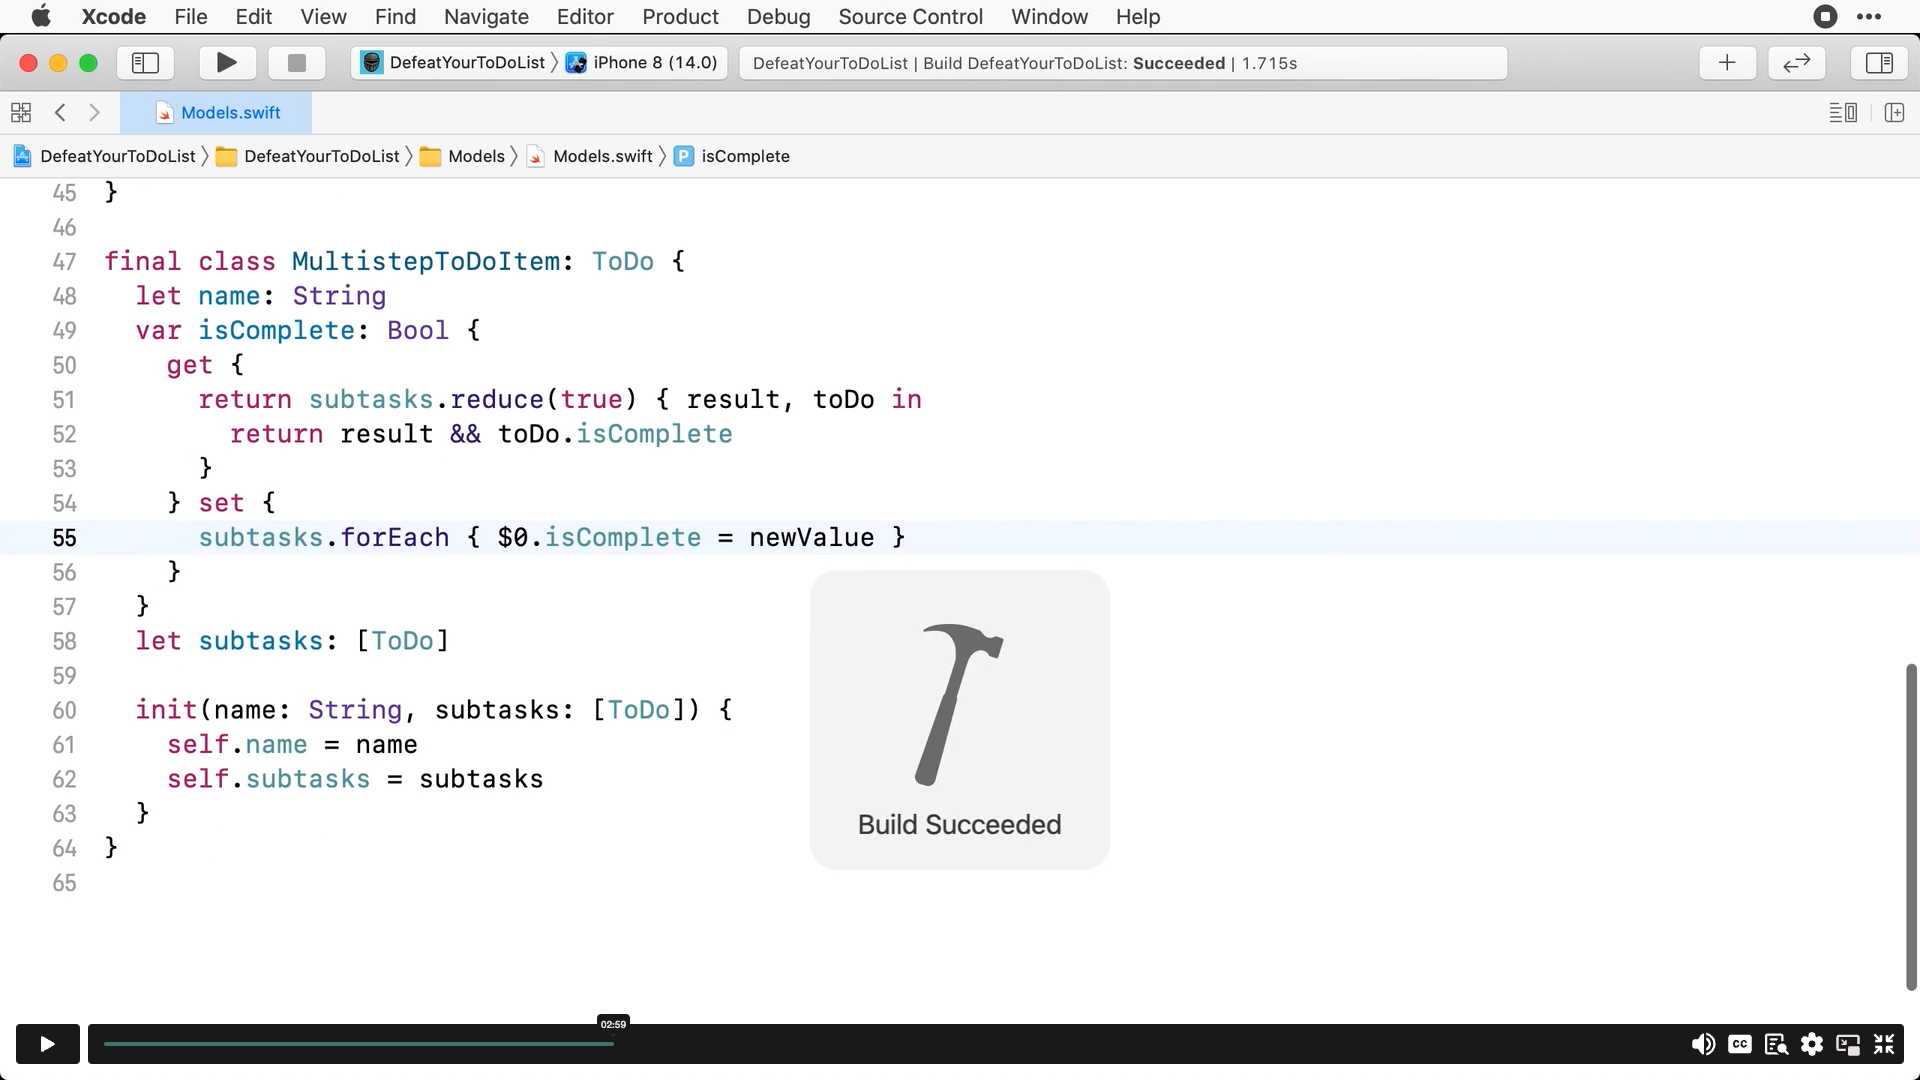 Xcode File Edit View Find Navigate Editor Product Debug Source Control Window Help
DefeatYourToDoList iPhone 8 (14.0) DefeatYourToDoList | Build DefeatYourToDoList: Succeeded | 1.715s
Models.swift
DefeatYourToDoList DefeatYourToDoList Models Models.swift P isComplete
45 }
46
47 final class MultistepToDoItem: ToDo {
48 let name: String
49 var isComplete: Bool {
50 get {
51 return subtasks.reduce(true) { result, toDo in
52 return result && toDo.isComplete
53 }
54 } set {
55 subtasks.forEach { $0.isComplete = newValue }
56 }
57 }
58 let subtasks: [ToDo]
59
60 init(name: String, subtasks: [ToDo]) {
61 self.name = name
62 self.subtasks = subtasks
63 }
64 }
65
Build Succeeded
02:59
CC